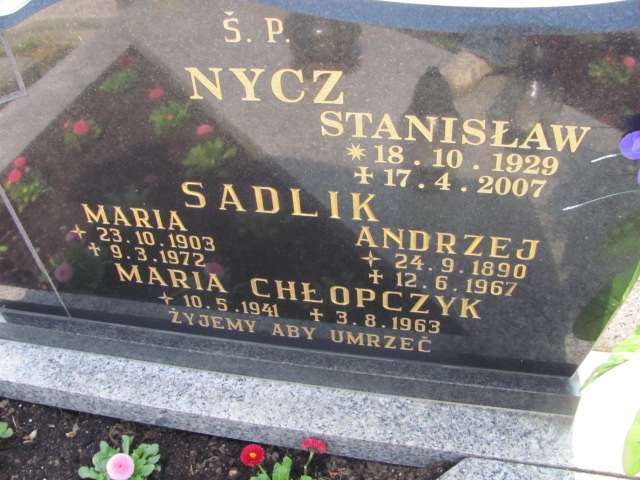 Š. P.
NYCZ
STANISŁAW
✴ 18. 10. 1929
✝ 17. 4. 2007
SADLIK
MARIA
✦ 23. 10. 1903
✝ 9. 3. 1972
ANDRZEJ
✦ 24. 9. 1890
✝ 12. 6. 1967
MARIA CHŁOPCZYK
✦ 10. 5. 1941 ✝ 3. 8. 1963
ŻYJEMY ABY UMRZEČ